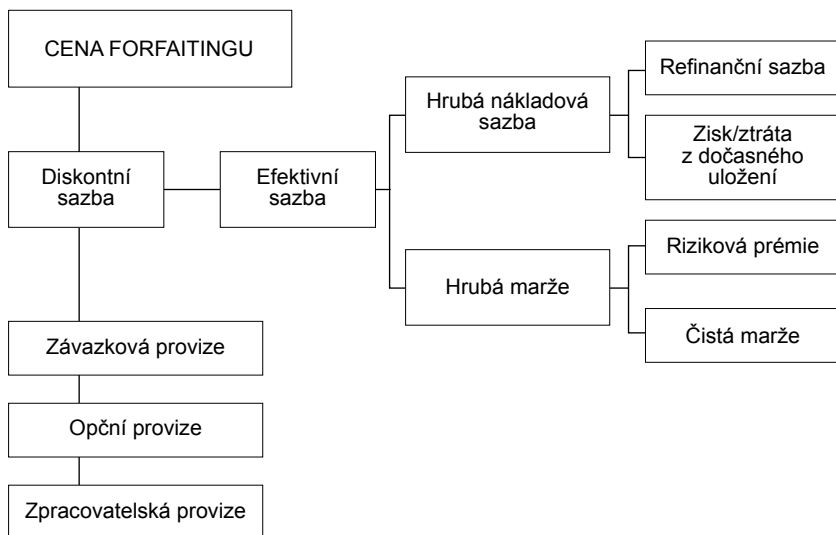 CENA FORFAITINGU
Diskontní
sazba
Efektivní
sazba
Hrubá nákladová
sazba
Refinanční sazba
Zisk/ztráta
z dočasného
uložení
Hrubá marže
Riziková prémie
Čistá marže
Závazková provize
Opční provize
Zpracovatelská provize